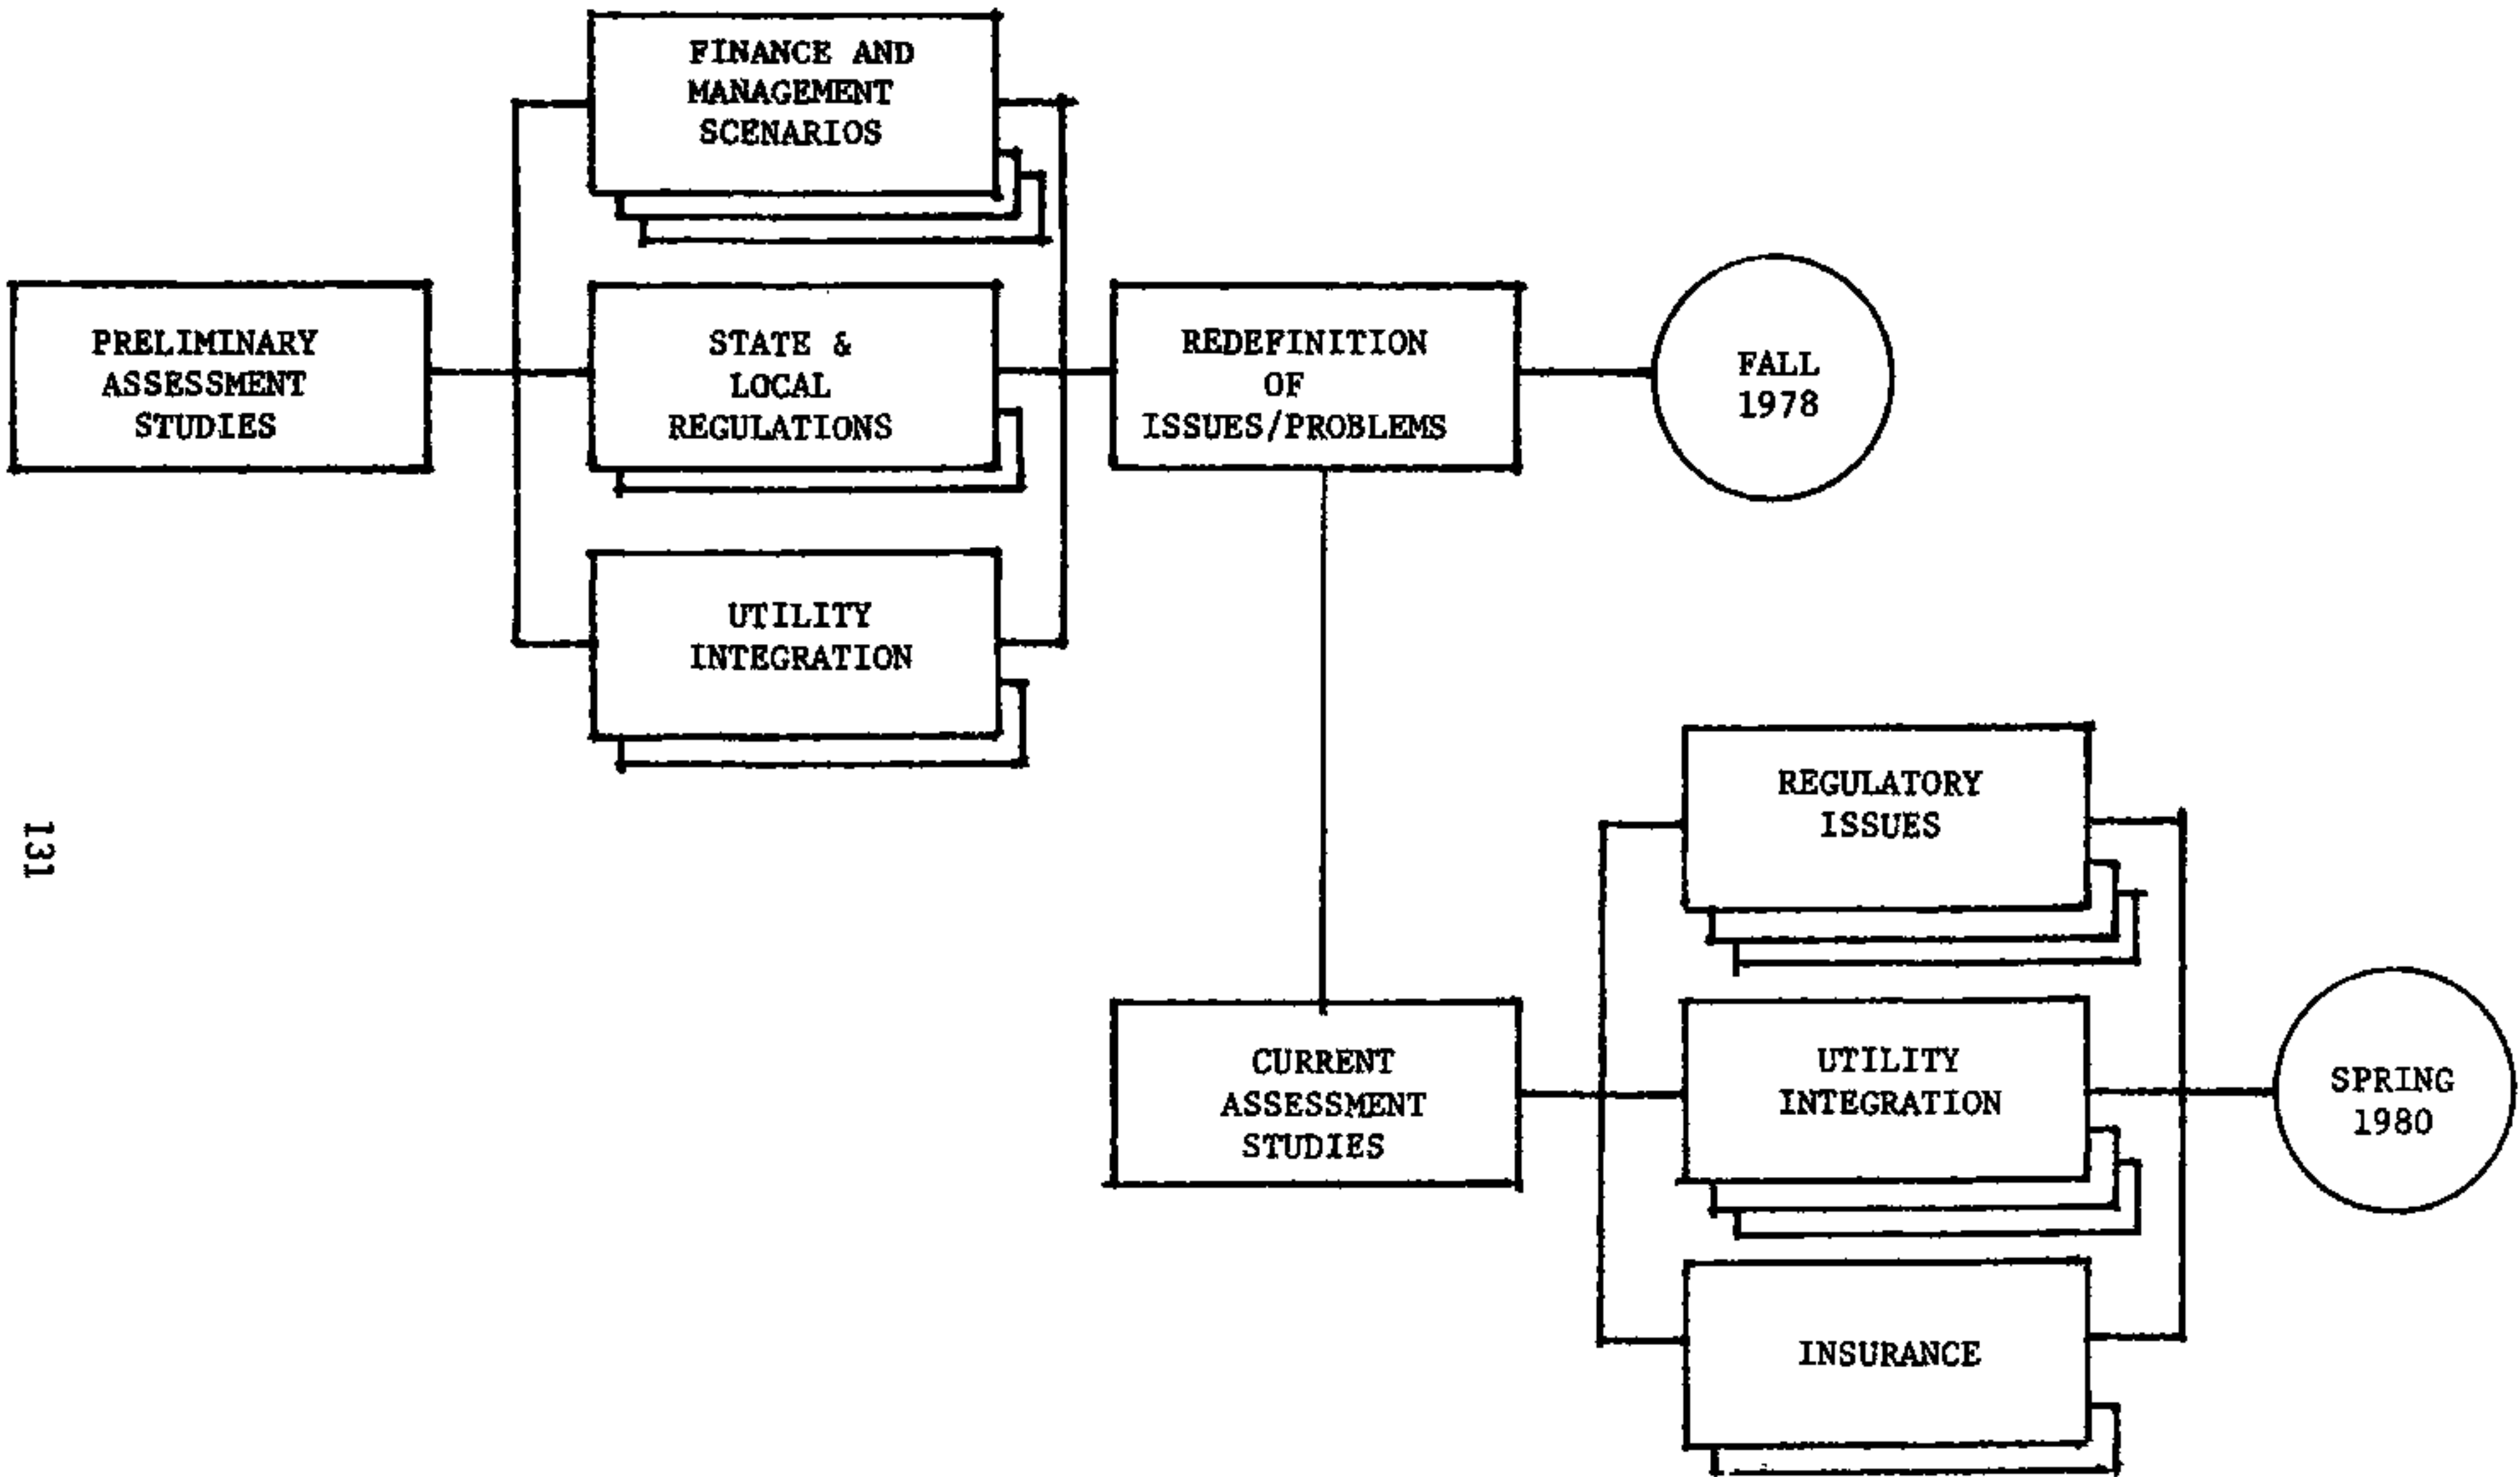 FINANCE AND
MANAGEMENT
SCENARIOS
PRELIMINARY
ASSESSMENT
STUDIES
STATE &
LOCAL
REGULATIONS
REDEFINITION
OF
ISSUES/PROBLEMS
FALL
1978
UTILITY
INTEGRATION
131
REGULATORY
ISSUES
CURRENT
ASSESSMENT
STUDIES
UTILITY
INTEGRATION
SPRING
1980
INSURANCE